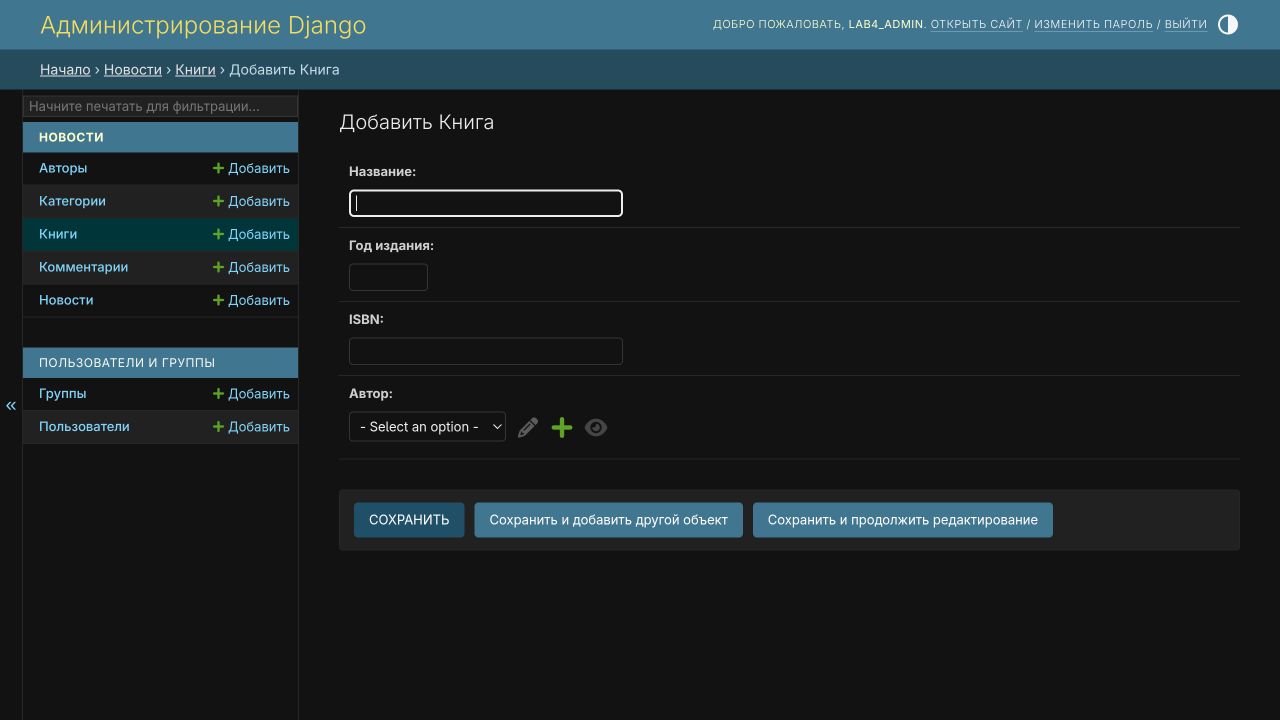 Администрирование Django
ДОБРО ПОЖАЛОВАТЬ, LAB4_ADMIN. ОТКРЫТЬ САЙТ / ИЗМЕНИТЬ ПАРОЛЬ / ВЫЙТИ
Начало › Новости › Книги › Добавить Книга
Начните печатать для фильтрации...
НОВОСТИ
Авторы Добавить
Категории Добавить
Книги Добавить
Комментарии Добавить
Новости Добавить
ПОЛЬЗОВАТЕЛИ И ГРУППЫ
Группы Добавить
Пользователи Добавить
«
Добавить Книга
Название:
Год издания:
ISBN:
Автор:
- Select an option -
СОХРАНИТЬ Сохранить и добавить другой объект Сохранить и продолжить редактирование